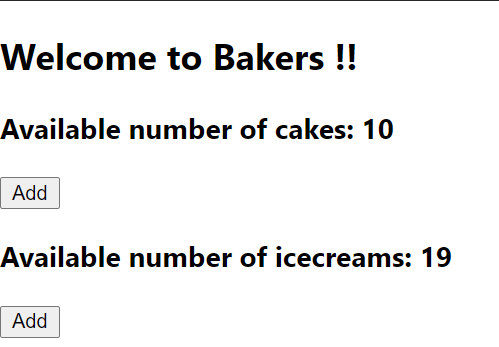 Welcome to Bakers !!
Available number of cakes: 10
Add
Available number of icecreams: 19
Add